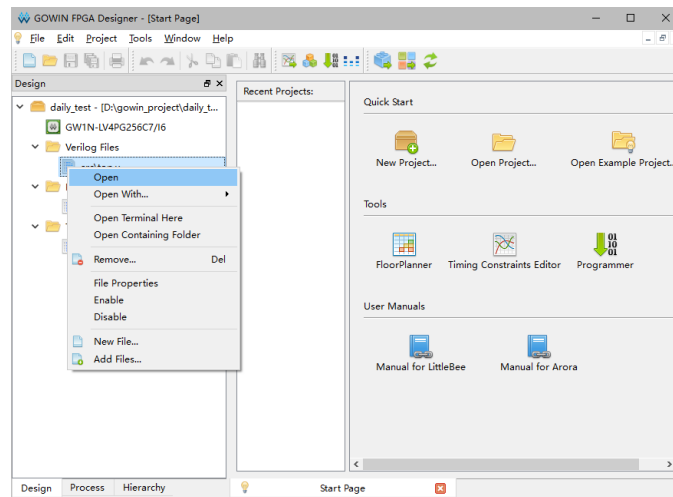 GOWIN FPGA Designer - [Start Page]
File Edit Project Tools Window Help
Design
Recent Projects:
Quick Start
daily_test - [D:\gowin_project\daily_t...
GW1N-LV4PG256C7/I6
Verilog Files
Open
Open With...
Open Terminal Here
Open Containing Folder
Remove... Del
File Properties
Enable
Disable
New File...
Add Files...
New Project... Open Project... Open Example Project.
Tools
01
10
01
FloorPlanner Timing Constraints Editor Programmer
User Manuals
Manual for LittleBee Manual for Arora
Design Process Hierarchy
Start Page